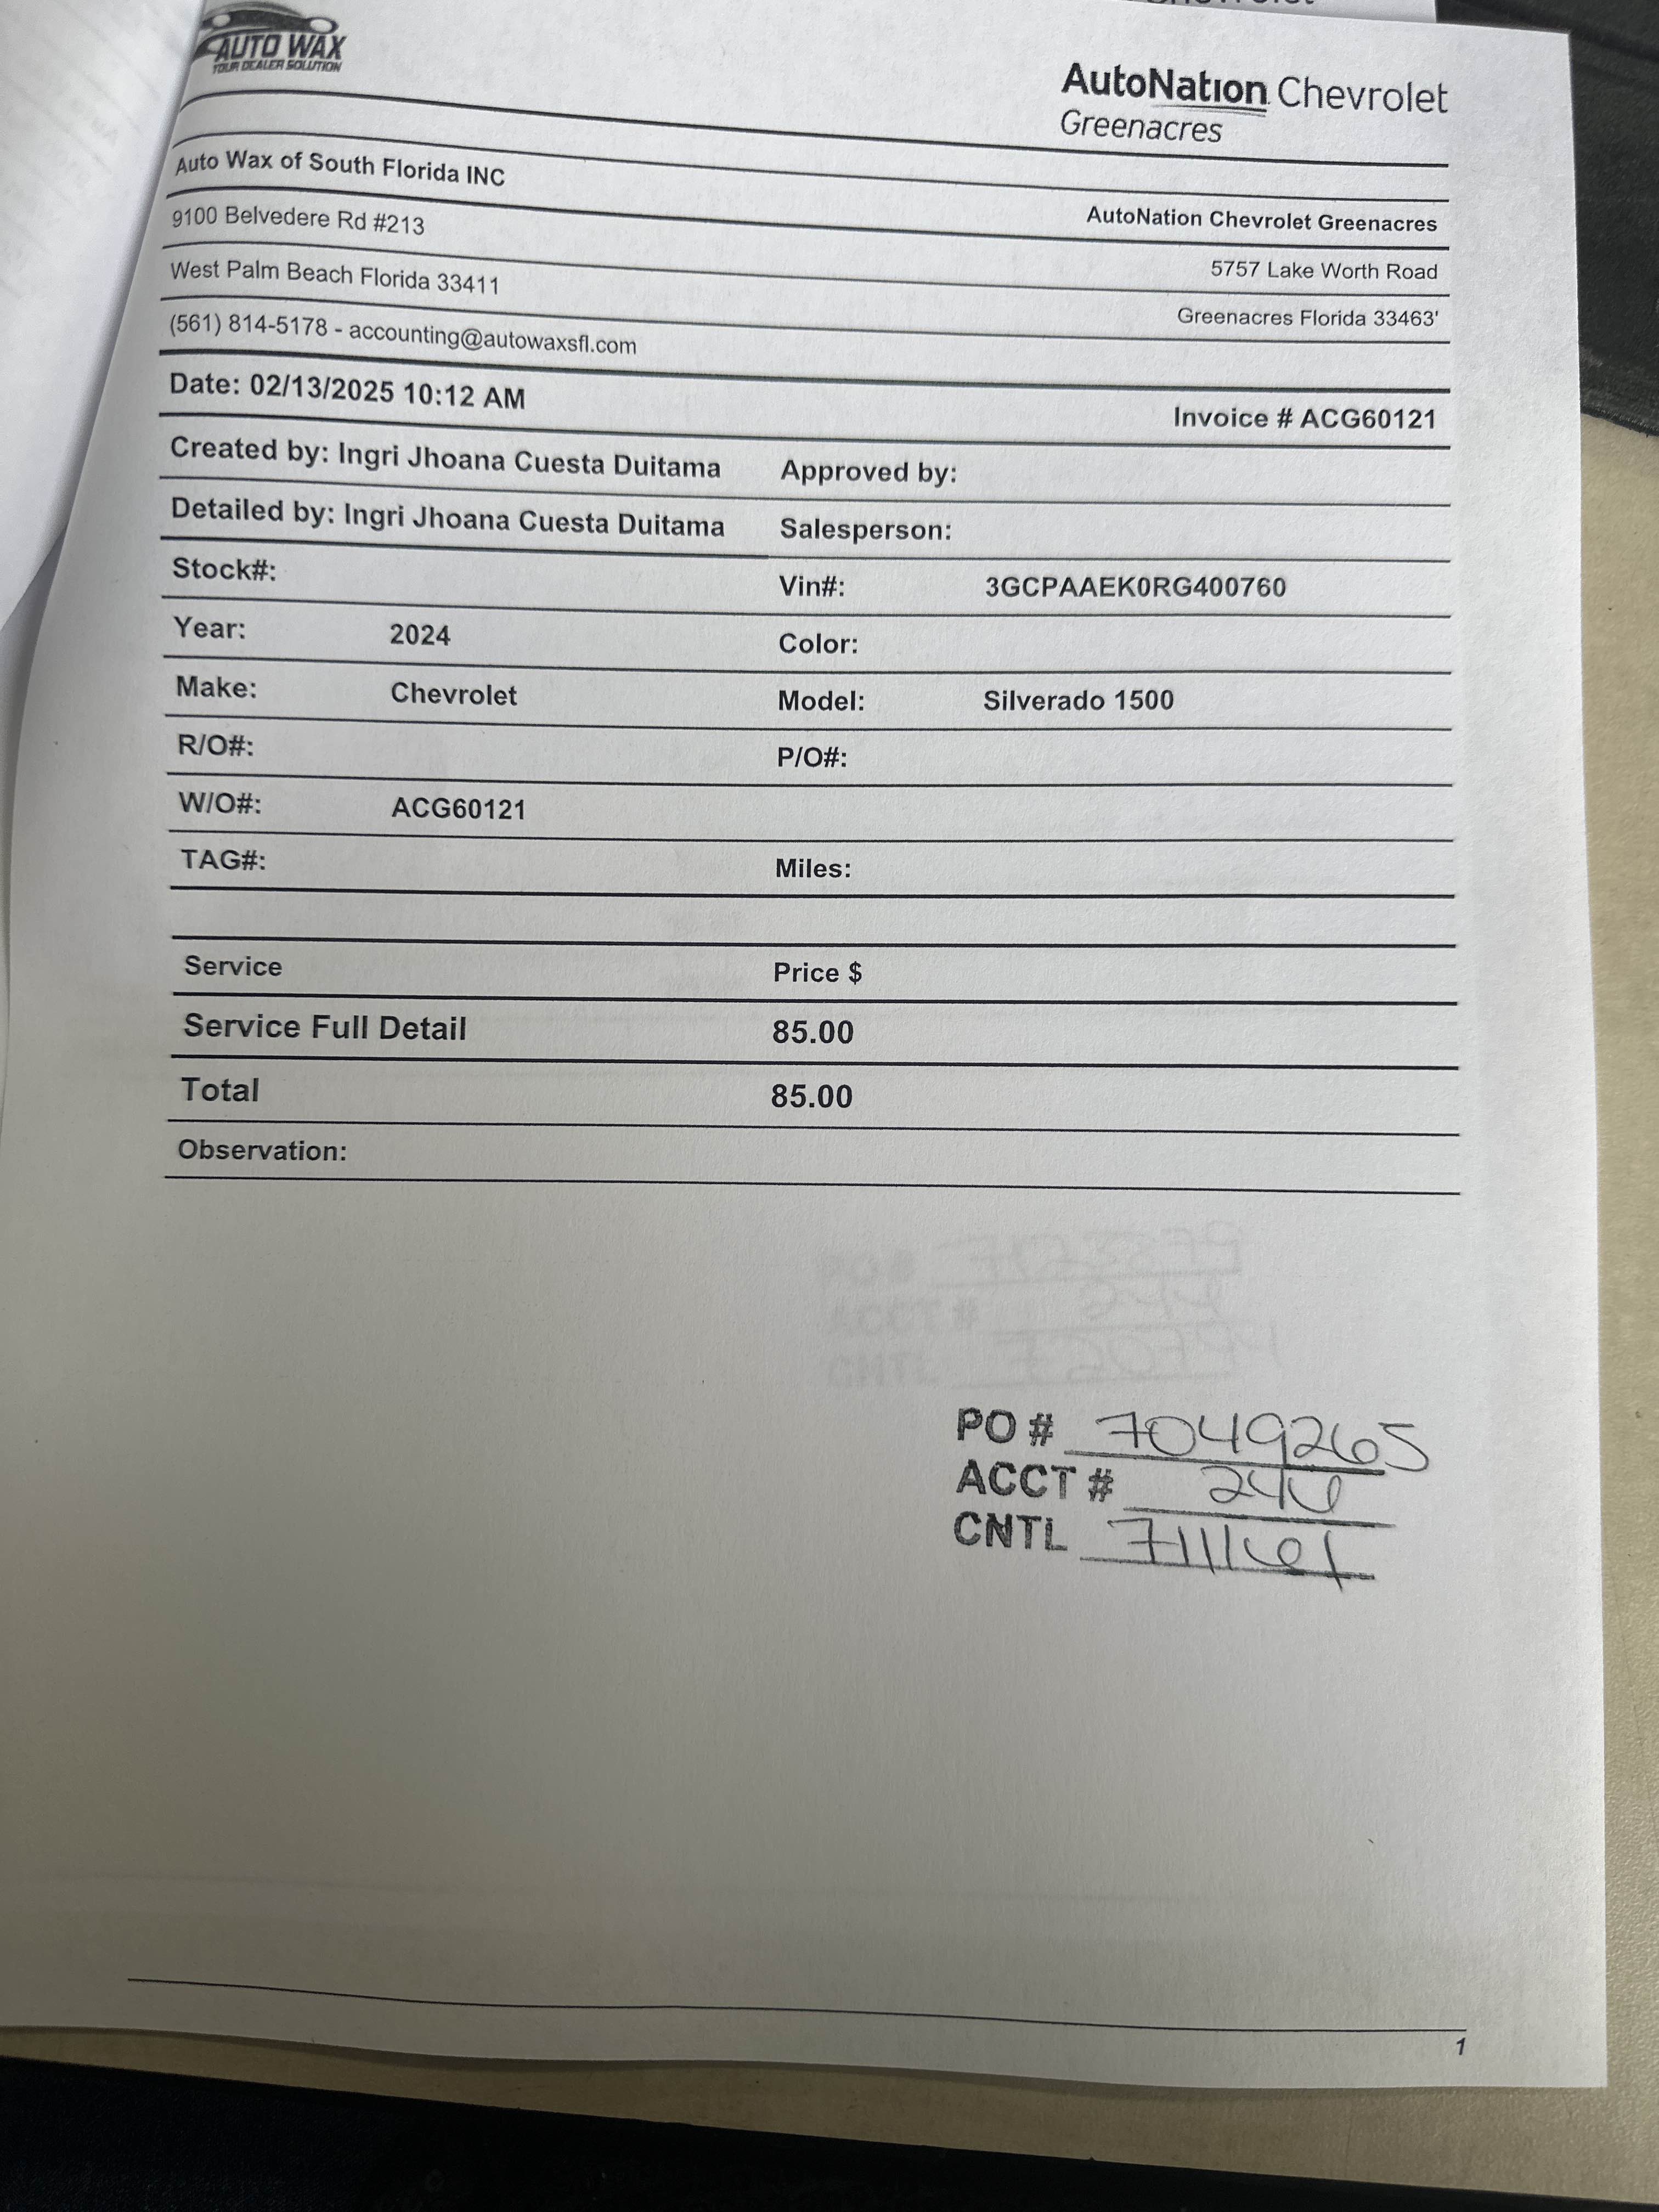 AUTO WAX
YOUR DEALER SOLUTION
AutoNation Chevrolet
Greenacres
Auto Wax of South Florida INC
AutoNation Chevrolet Greenacres
9100 Belvedere Rd #213
5757 Lake Worth Road
West Palm Beach Florida 33411
Greenacres Florida 33463'
(561) 814-5178 - accounting@autowaxsfl.com
Date: 02/13/2025 10:12 AM
Invoice # ACG60121
Created by: Ingri Jhoana Cuesta Duitama Approved by:
Detailed by: Ingri Jhoana Cuesta Duitama Salesperson:
Stock#: Vin#: 3GCPAAEK0RG400760
Year: 2024 Color:
Make: Chevrolet Model: Silverado 1500
R/O#: P/O#:
W/O#: ACG60121
TAG#: Miles:
Service Price $
Service Full Detail 85.00
Total 85.00
Observation:
PO # 7049265
ACCT #
CNTL
1